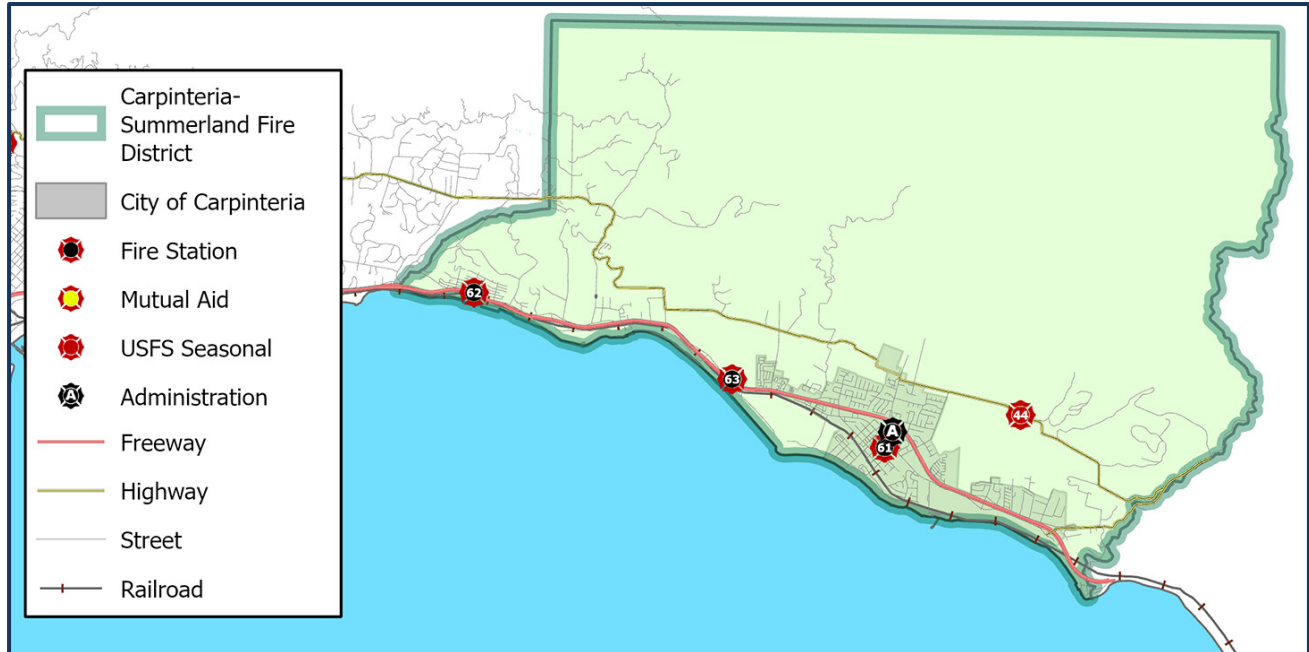 Carpinteria-
Summerland Fire
District
City of Carpinteria
Fire Station
Mutual Aid
USFS Seasonal
A
Administration
Freeway
Highway
Street
Railroad
62
63
44
A
61